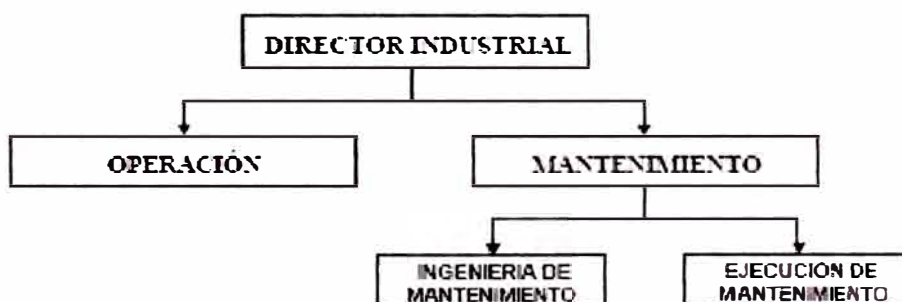 DIRECTOR INDUSTRIAL
OPERACIÓN
MANTENIMIENTO
INGENIERIA DE
MANTENIMIENTO
EJECUCION DE
MANTENIMIENTO